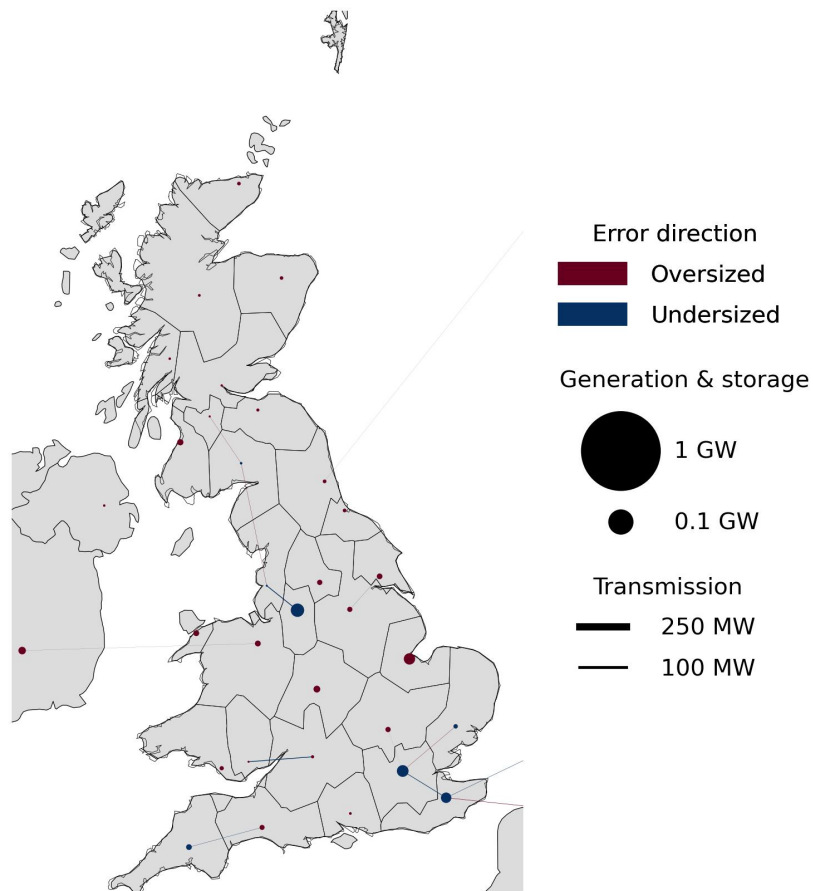 Error direction
Oversized
Undersized
Generation & storage
1 GW
0.1 GW
Transmission
250 MW
100 MW